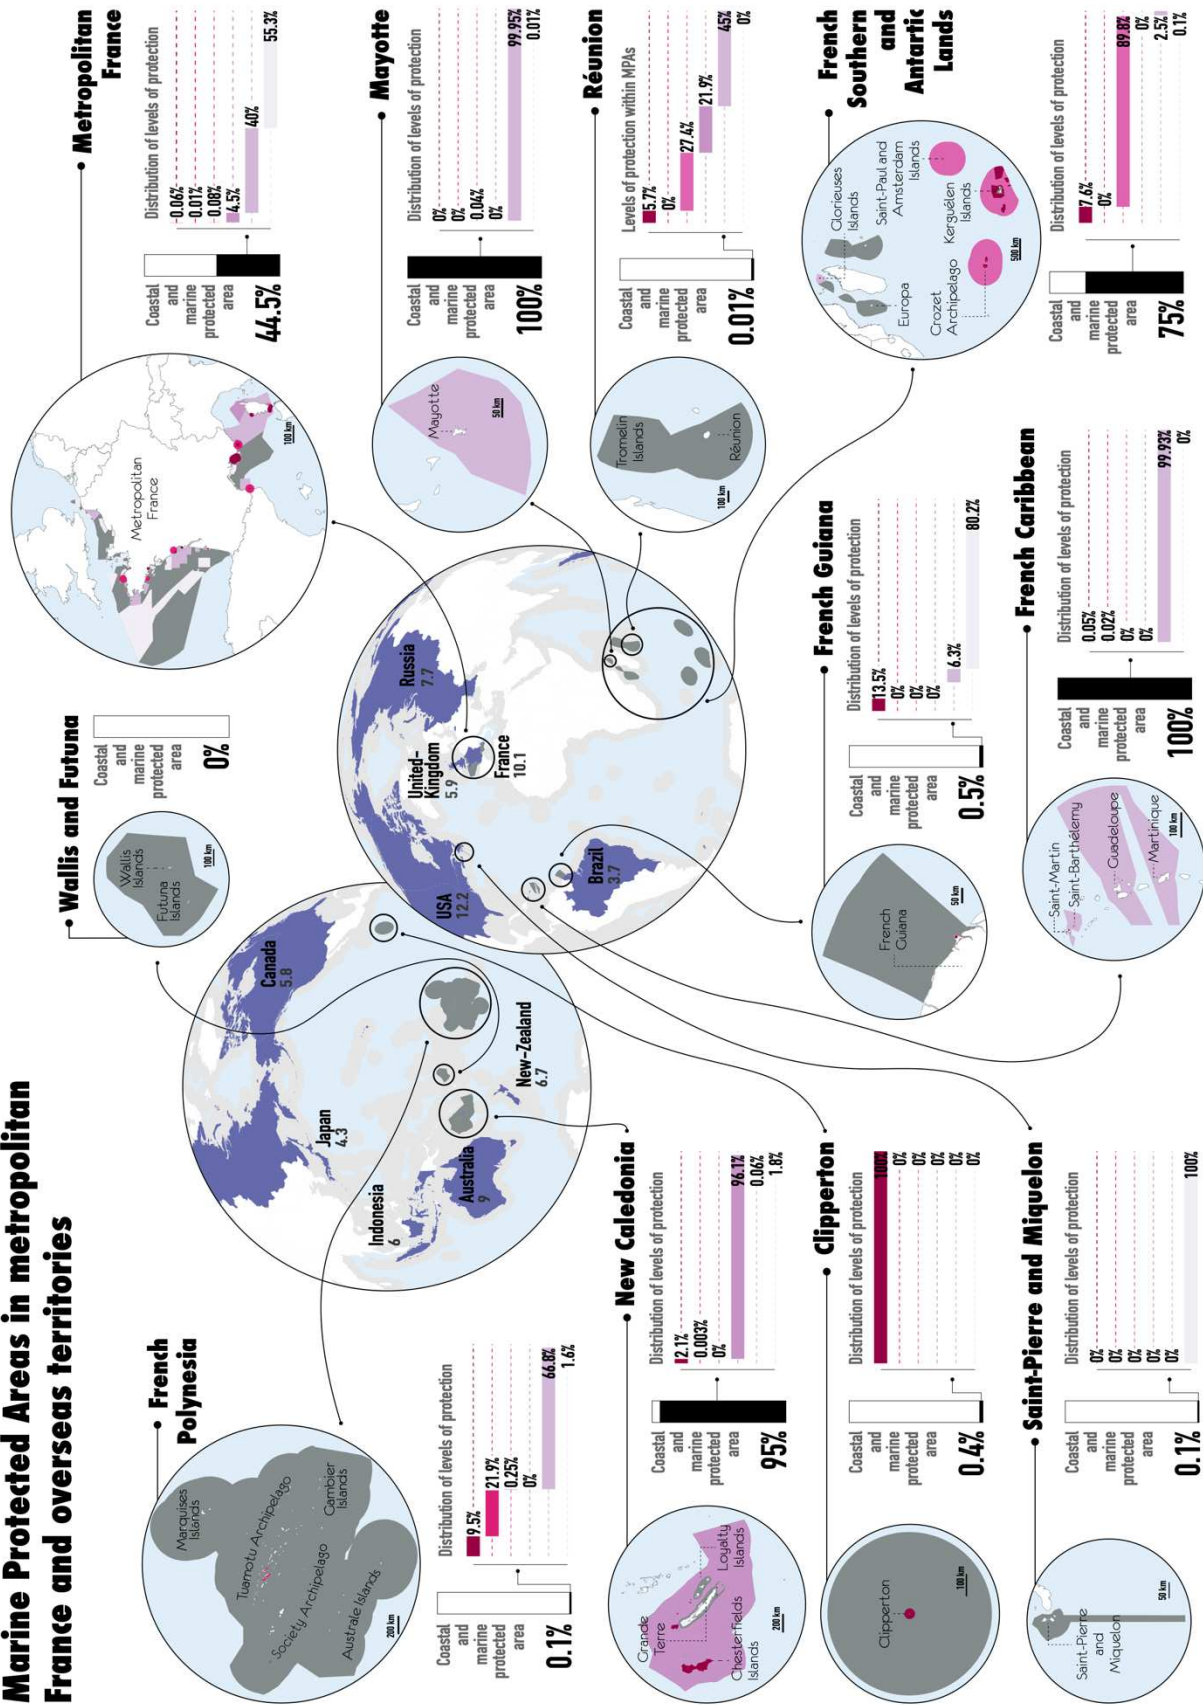 Marine Protected Areas in metropolitan
France and overseas territories
French
Polynesia
Marquises
Islands
Tuamotu Archipelago
Gambier
Islands
Society Archipelago
Australe Islands
200 km
Coastal
and
marine
protected
area
0.1%
Distribution of levels of protection
9.5%
21.9%
0.25%
0%
66.8%
1.6%
Wallis and Futuna
Wallis
Islands
Futuna
Islands
100 km
Coastal
and
marine
protected
area
0%
Metropolitan
France
Metropolitan
France
100 km
Coastal
and
marine
protected
area
44.5%
Distribution of levels of protection
0.06%
0.01%
0.08%
4.5%
40%
55.3%
Canada
5.8
Japan
4.3
Indonesia
6
Australia
9
New-Zealand
6.7
USA
12.2
United-
Kingdom
5.9
Russia
7.7
France
10.1
Brazil
3.7
Mayotte
Mayotte
50 km
Coastal
and
marine
protected
area
100%
Distribution of levels of protection
0%
0%
0.04%
0%
99.95%
0.01%
Réunion
Tromelin
Islands
Réunion
100 km
Coastal
and
marine
protected
area
0.01%
Levels of protection within MPAs
5.7%
0%
27.4%
21.9%
45%
0%
New Caledonia
Grande
Terre
Loyalty
Islands
Chesterfields
Islands
200 km
Coastal
and
marine
protected
area
95%
Distribution of levels of protection
2.1%
0.003%
0%
96.1%
0.06%
1.8%
Clipperton
Clipperton
100 km
Coastal
and
marine
protected
area
0.4%
Distribution of levels of protection
100%
0%
0%
0%
0%
0%
Saint-Pierre and Miquelon
Saint-Pierre
and
Miquelon
50 km
Coastal
and
marine
protected
area
0.1%
Distribution of levels of protection
0%
0%
0%
0%
0%
100%
French Guiana
French
Guiana
50 km
Coastal
and
marine
protected
area
0.5%
Distribution of levels of protection
13.5%
0%
0%
0%
6.3%
80.2%
French Caribbean
Saint-Martin
Saint-Barthélemy
Guadeloupe
Martinique
100 km
Coastal
and
marine
protected
area
100%
Distribution of levels of protection
0.05%
0.02%
0%
0%
99.93%
0%
French
Southern
and
Antartic
Lands
Glorieuses
Islands
Europa
Saint-Paul and
Amsterdam
Islands
Crozet
Archipelago
Kerguélen
Islands
500 km
Coastal
and
marine
protected
area
75%
Distribution of levels of protection
7.6%
0%
89.8%
0%
2.5%
0.1%